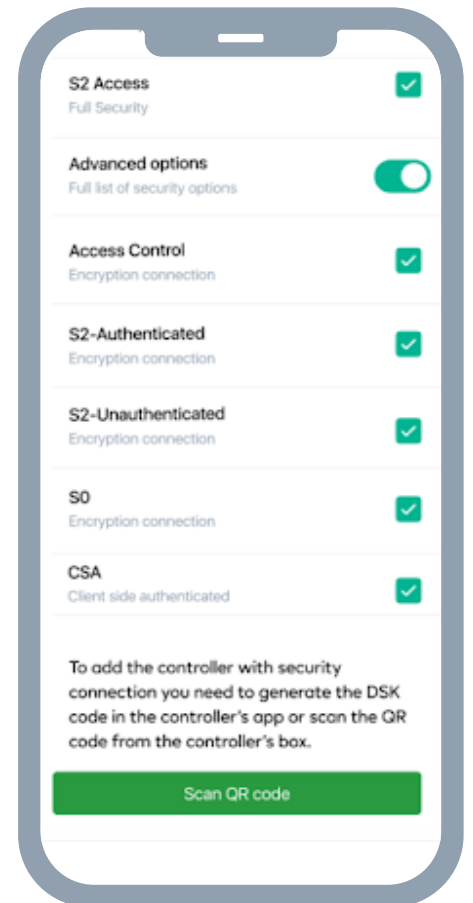 S2 Access
Full Security
Advanced options
Full list of security options
Access Control
Encryption connection
S2-Authenticated
Encryption connection
S2-Unauthenticated
Encryption connection
S0
Encryption connection
CSA
Client side authenticated
To add the controller with security
connection you need to generate the DSK
code in the controller's app or scan the QR
code from the controller's box.
Scan QR code